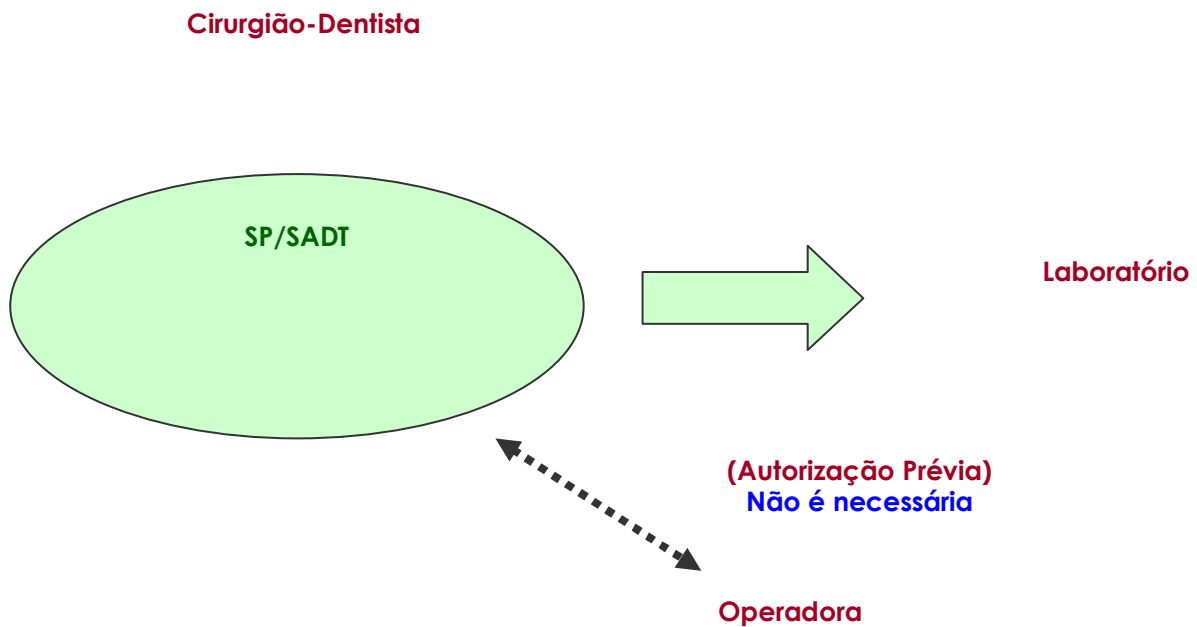 Cirurgião-Dentista
SP/SADT
Laboratório
(Autorização Prévia)
Não é necessária
Operadora